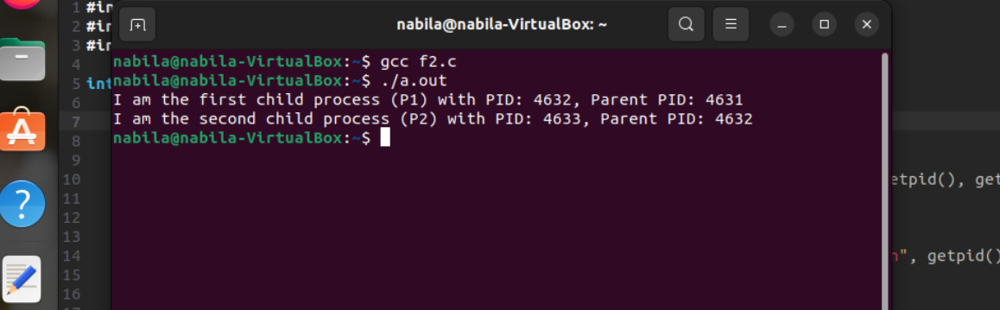 1 #in
2 #in
3 #in
4
5 int
6
7
8
9
10
11
12
13
14
15
16
nabila@nabila-VirtualBox: ~
nabila@nabila-VirtualBox:~$ gcc f2.c
nabila@nabila-VirtualBox:~$ ./a.out
I am the first child process (P1) with PID: 4632, Parent PID: 4631
I am the second child process (P2) with PID: 4633, Parent PID: 4632
nabila@nabila-VirtualBox:~$
etpid(), get
n", getpid()